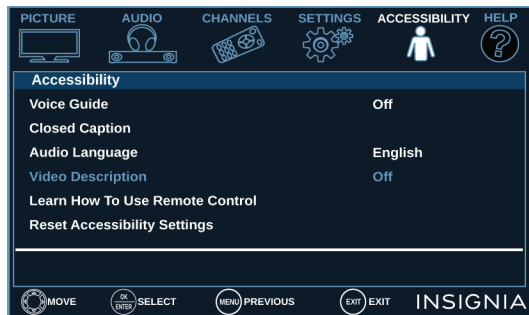 PICTURE AUDIO CHANNELS SETTINGS ACCESSIBILITY HELP
?
Accessibility
Voice Guide Off
Closed Caption
Audio Language English
Video Description Off
Learn How To Use Remote Control
Reset Accessibility Settings
MOVE OK ENTER SELECT MENU PREVIOUS EXIT EXIT INSIGNIA